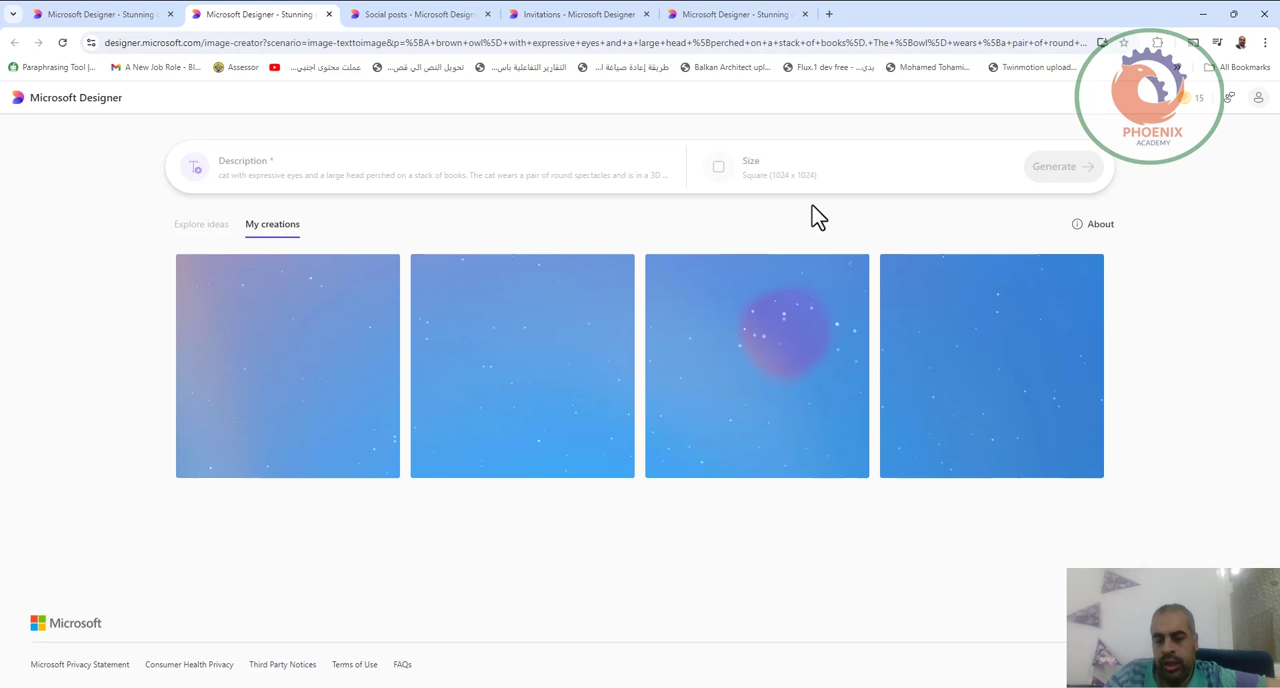 Microsoft Designer - Stunning
Microsoft Designer - Stunning
Social posts - Microsoft Designer
Invitations - Microsoft Designer
Microsoft Designer - Stunning
designer.microsoft.com/image-creator?scenario=image-texttoimage&p=%5BA brown%5D with expressive eyes and a large head %5Bperched on a stack of books%5D. The+%5Bowl%5D wears %5Ba pair of round ...
Paraphrasing Tool |...
A New Job Role - Bl...
Assessor
عملت محتوى اجنبي...
الي قص...
التقارير التفاعلية باس...
طريقة إعادة صياغة ا...
Balkan Architect upl...
Flux.1 dev free - ...بدي
Mohamed Tohami...
Twinmotion upload...
All Bookmarks
Microsoft Designer
15
PHOENIX
ACADEMY
Description *
cat with expressive eyes and a large head perched on a stack of books. The cat wears a pair of round spectacles and is in a 3D ...
Size
Square (1024 x 1024)
Generate
Explore ideas
My creations
About
Microsoft
Microsoft Privacy Statement
Consumer Health Privacy
Third Party Notices
Terms of Use
FAQs